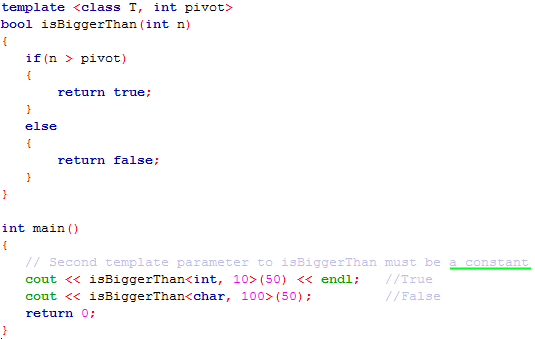 template <class T, int pivot>
bool isBiggerThan(int n)
{
if(n > pivot)
{
return true;
}
else
{
return false;
}
}
int main()
{
// Second template parameter to isBiggerThan must be a constant
cout << isBiggerThan<int, 10>(50) << endl; //True
cout << isBiggerThan<char, 100>(50); //False
return 0;
}